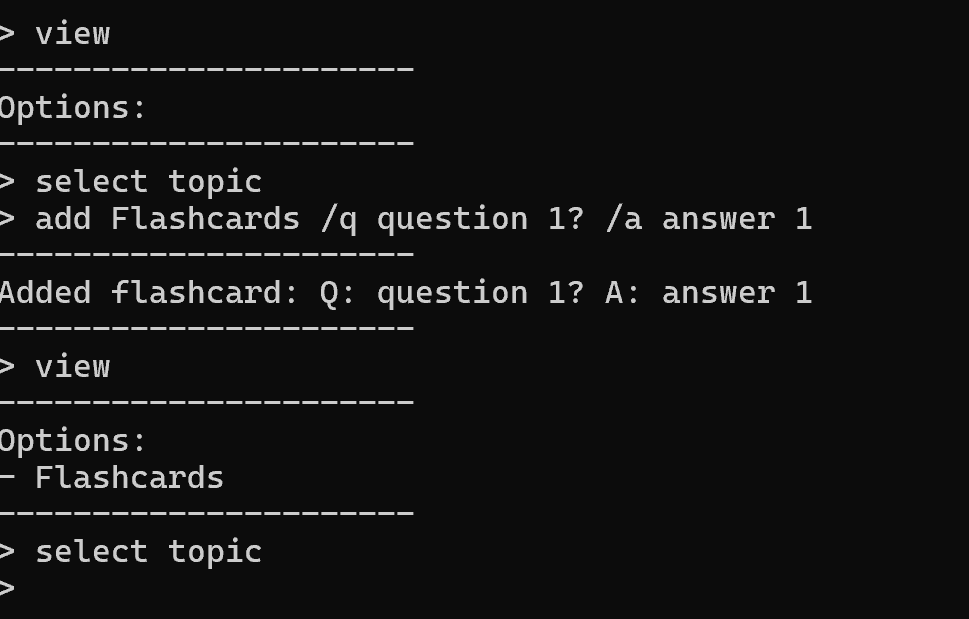 > view
----------------------
Options:
----------------------
> select topic
> add Flashcards /q question 1? /a answer 1
----------------------
Added flashcard: Q: question 1? A: answer 1
----------------------
> view
----------------------
Options:
- Flashcards
----------------------
> select topic
>